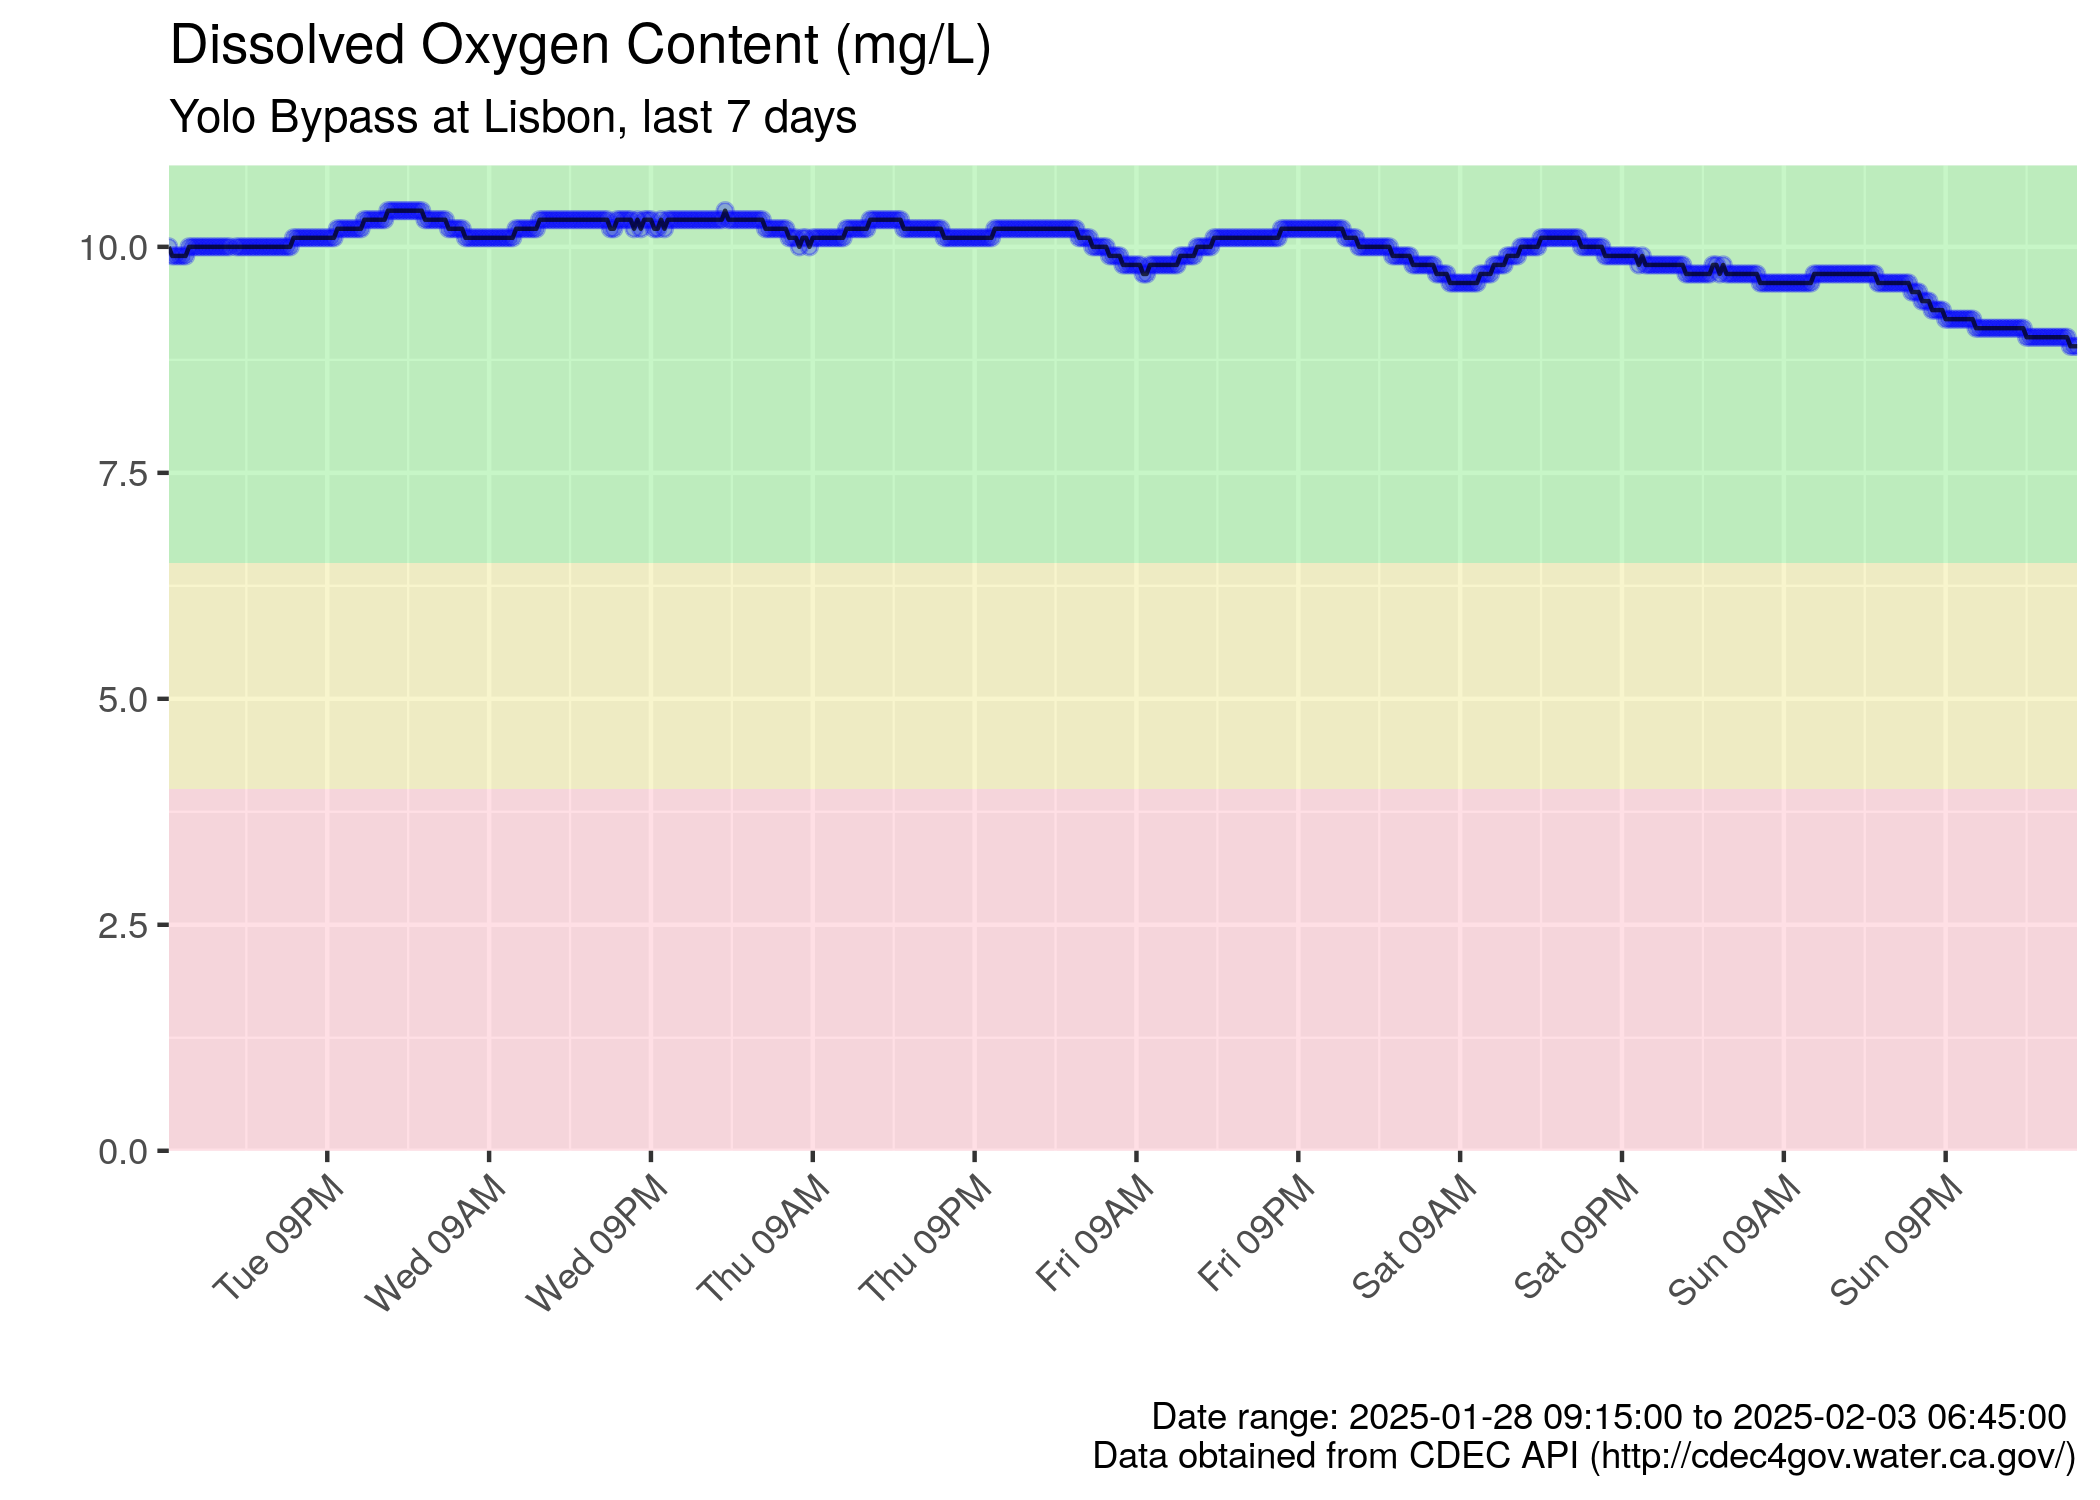 Dissolved Oxygen Content (mg/L)
Yolo Bypass at Lisbon, last 7 days
10.0
7.5
5.0
2.5
0.0
Tue 09PM
Wed 09AM
Wed 09PM
Thu 09AM
Thu 09PM
Fri 09AM
Fri 09PM
Sat 09AM
Sat 09PM
Sun 09AM
Sun 09PM
Date range: 2025-01-28 09:15:00 to 2025-02-03 06:45:00
Data obtained from CDEC API (http://cdec4gov.water.ca.gov/)